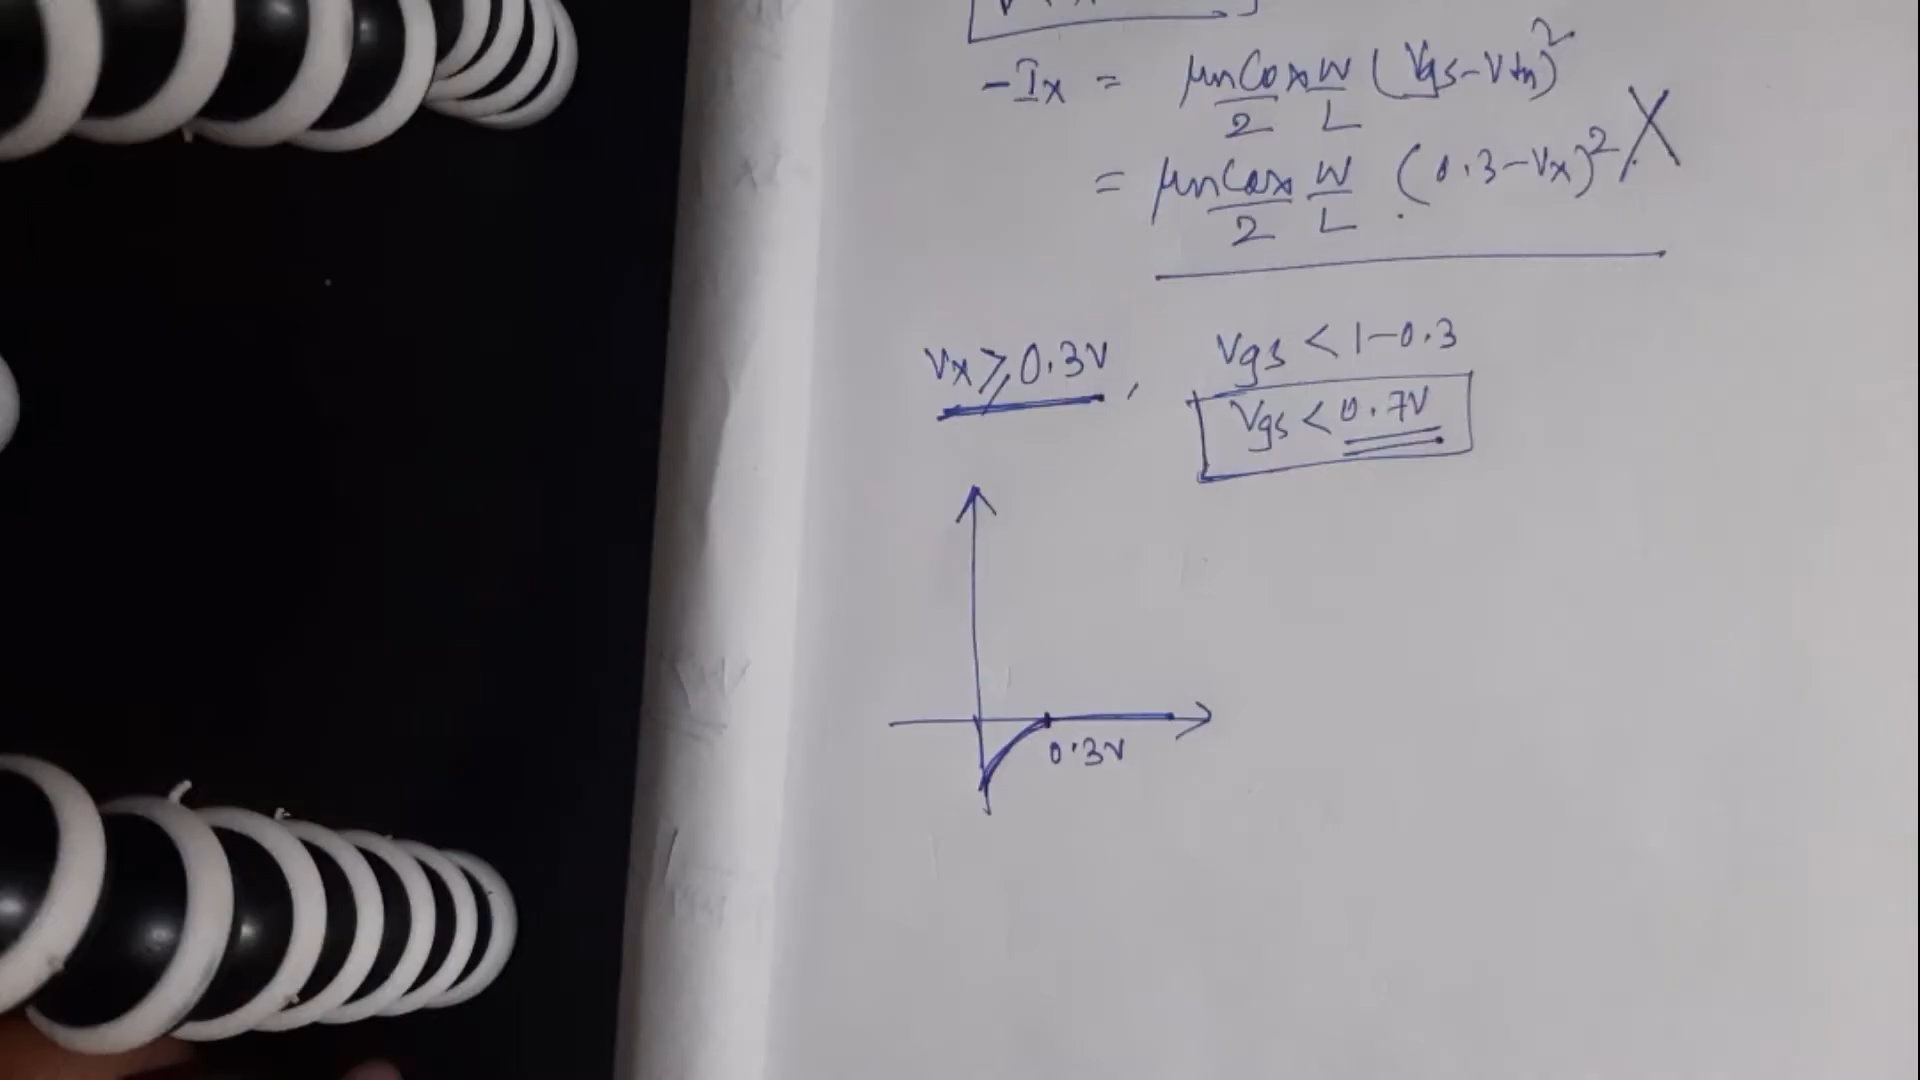 -Ix = μnCox/2 W/L (Vgs-Vtn)²
= μnCox/2 W/L . (0.3-Vx)² X
Vx ≥ 0.3V , Vgs < 1-0.3
Vgs < 0.7V
0.3V